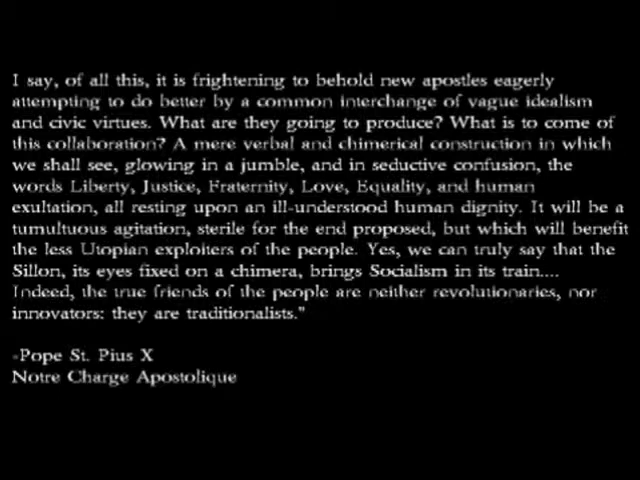 I say, of all this, it is frightening to behold new apostles eagerly
attempting to do better by a common interchange of vague idealism
and civic virtues. What are they going to produce? What is to come of
this collaboration? A mere verbal and chimerical construction in which
we shall see, glowing in a jumble, and in seductive confusion, the
words Liberty, Justice, Fraternity, Love, Equality, and human
exultation, all resting upon an ill-understood human dignity. It will be a
tumultuous agitation, sterile for the end proposed, but which will benefit
the less Utopian exploiters of the people. Yes, we can truly say that the
Sillon, its eyes fixed on a chimera, brings Socialism in its train....
Indeed, the true friends of the people are neither revolutionaries, nor
innovators: they are traditionalists."
-Pope St. Pius X
Notre Charge Apostolique